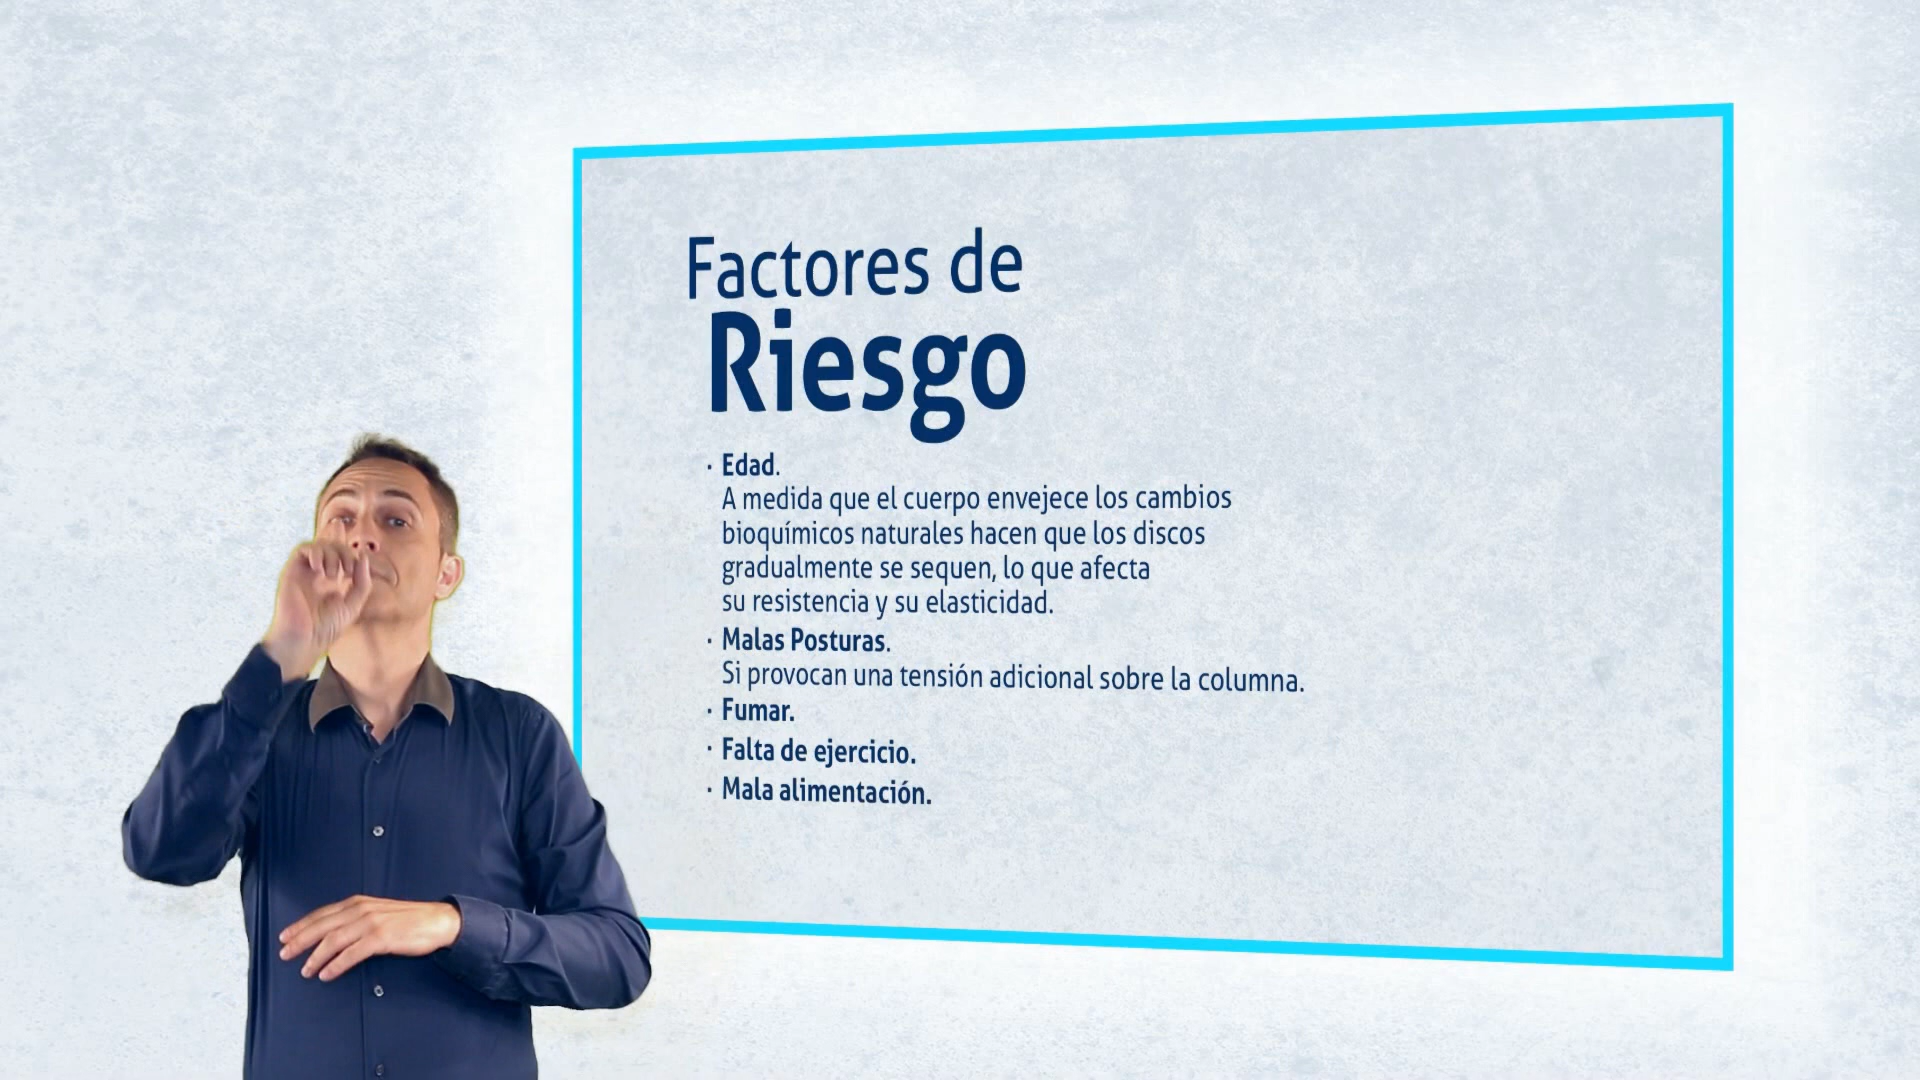 Factores de
Riesgo
· Edad.
A medida que el cuerpo envejece los cambios
bioquímicos naturales hacen que los discos
gradualmente se sequen, lo que afecta
su resistencia y su elasticidad.
· Malas Posturas.
Si provocan una tensión adicional sobre la columna.
· Fumar.
· Falta de ejercicio.
· Mala alimentación.